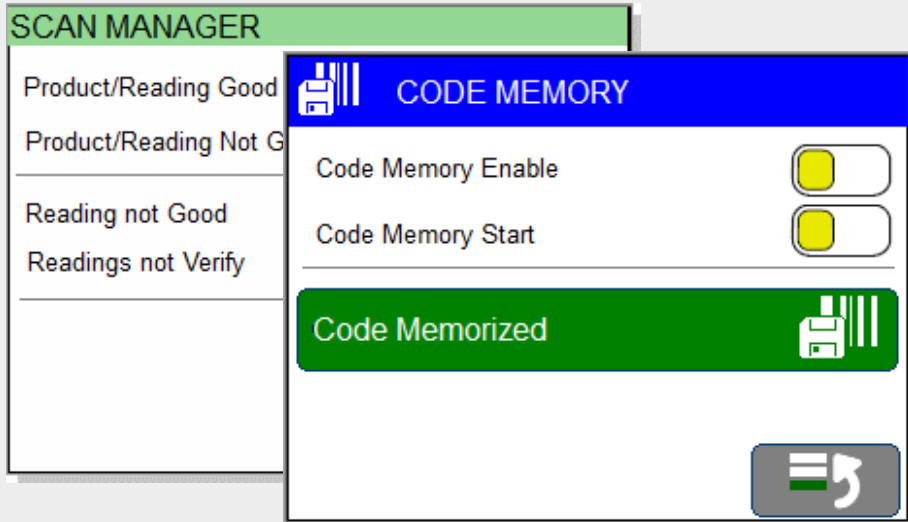 SCAN MANAGER
Product/Reading Good
Product/Reading Not G
Reading not Good
Readings not Verify
CODE MEMORY
Code Memory Enable
Code Memory Start
Code Memorized